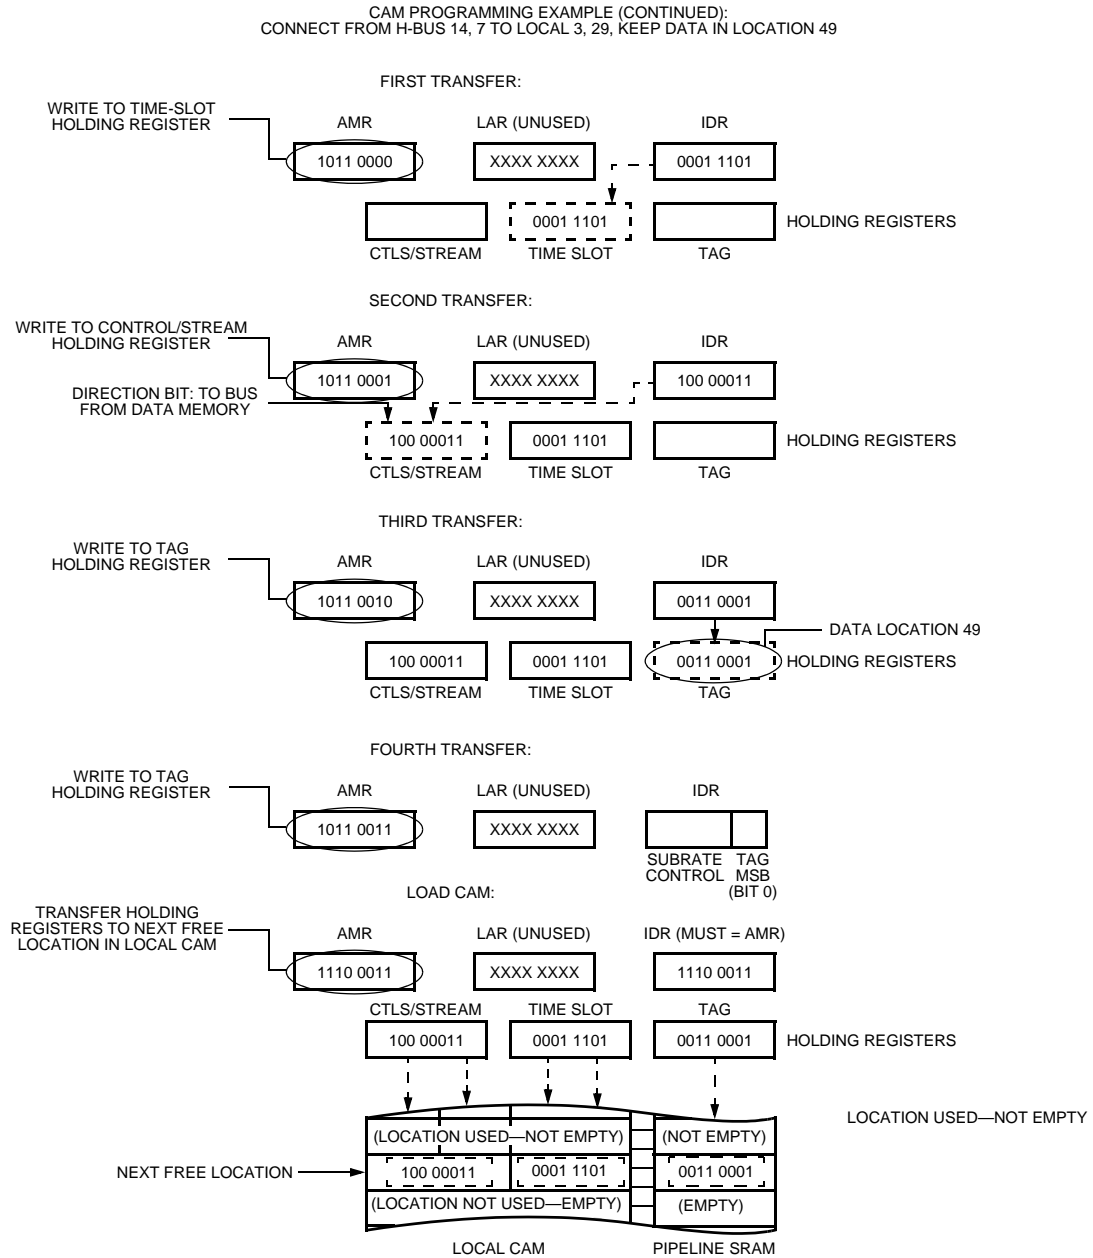 CAM PROGRAMMING EXAMPLE (CONTINUED):
CONNECT FROM H-BUS 14, 7 TO LOCAL 3, 29, KEEP DATA IN LOCATION 49
FIRST TRANSFER:
WRITE TO TIME-SLOT
HOLDING REGISTER
AMR
LAR (UNUSED)
IDR
1011 0000
XXXX XXXX
0001 1101
0001 1101
HOLDING REGISTERS
CTLS/STREAM
TIME SLOT
TAG
SECOND TRANSFER:
WRITE TO CONTROL/STREAM
HOLDING REGISTER
AMR
LAR (UNUSED)
IDR
1011 0001
XXXX XXXX
100 00011
DIRECTION BIT: TO BUS
FROM DATA MEMORY
100 00011
0001 1101
HOLDING REGISTERS
CTLS/STREAM
TIME SLOT
TAG
THIRD TRANSFER:
WRITE TO TAG
HOLDING REGISTER
AMR
LAR (UNUSED)
IDR
1011 0010
XXXX XXXX
0011 0001
DATA LOCATION 49
100 00011
0001 1101
0011 0001
HOLDING REGISTERS
CTLS/STREAM
TIME SLOT
TAG
FOURTH TRANSFER:
WRITE TO TAG
HOLDING REGISTER
AMR
LAR (UNUSED)
IDR
1011 0011
XXXX XXXX
SUBRATE
CONTROL
TAG
MSB
(BIT 0)
LOAD CAM:
TRANSFER HOLDING
REGISTERS TO NEXT FREE
LOCATION IN LOCAL CAM
AMR
LAR (UNUSED)
IDR (MUST = AMR)
1110 0011
XXXX XXXX
1110 0011
CTLS/STREAM
TIME SLOT
TAG
100 00011
0001 1101
0011 0001
HOLDING REGISTERS
LOCATION USED—NOT EMPTY
(LOCATION USED—NOT EMPTY)
(NOT EMPTY)
NEXT FREE LOCATION
100 00011
0001 1101
0011 0001
(LOCATION NOT USED—EMPTY)
(EMPTY)
LOCAL CAM
PIPELINE SRAM